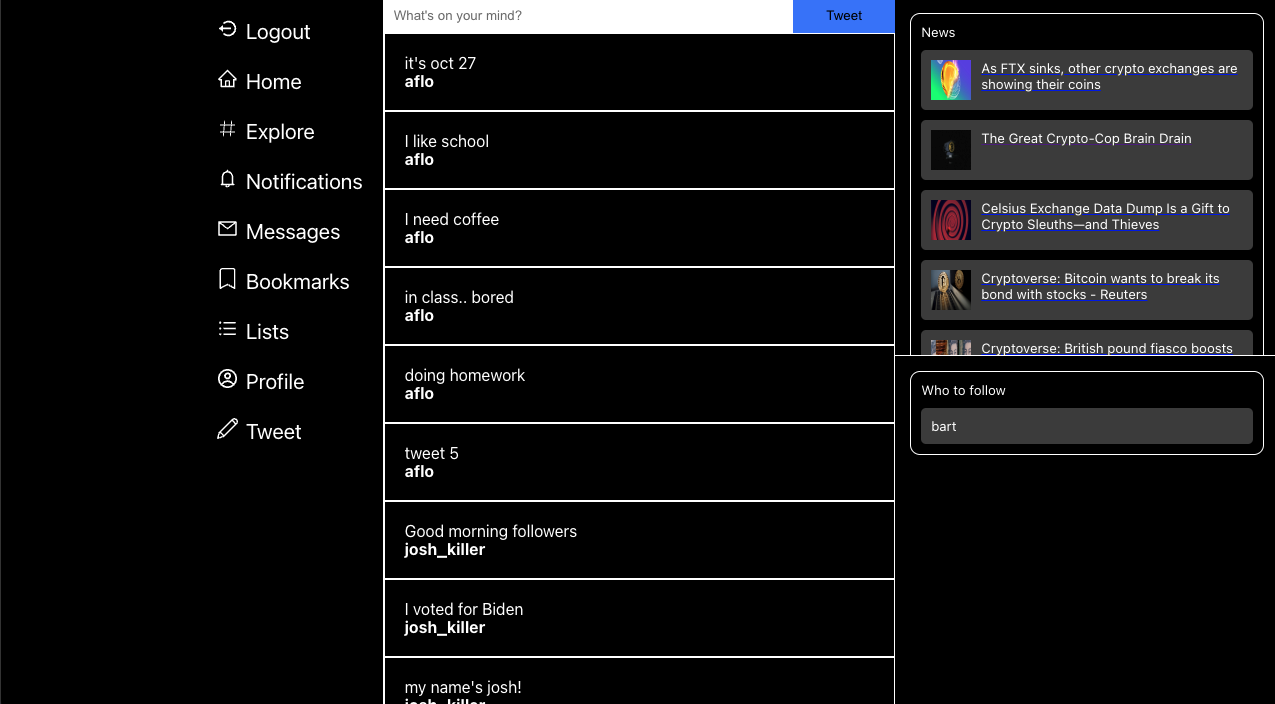 Logout
Home
Explore
Notifications
Messages
Bookmarks
Lists
Profile
Tweet
What's on your mind?
Tweet
it's oct 27
aflo
I like school
aflo
I need coffee
aflo
in class.. bored
aflo
doing homework
aflo
tweet 5
aflo
Good morning followers
josh_killer
I voted for Biden
josh_killer
my name's josh!
josh_killer
News
As FTX sinks, other crypto exchanges are
showing their coins
The Great Crypto-Cop Brain Drain
Celsius Exchange Data Dump Is a Gift to
Crypto Sleuths—and Thieves
Cryptoverse: Bitcoin wants to break its
bond with stocks - Reuters
Cryptoverse: British pound fiasco boosts
Who to follow
bart